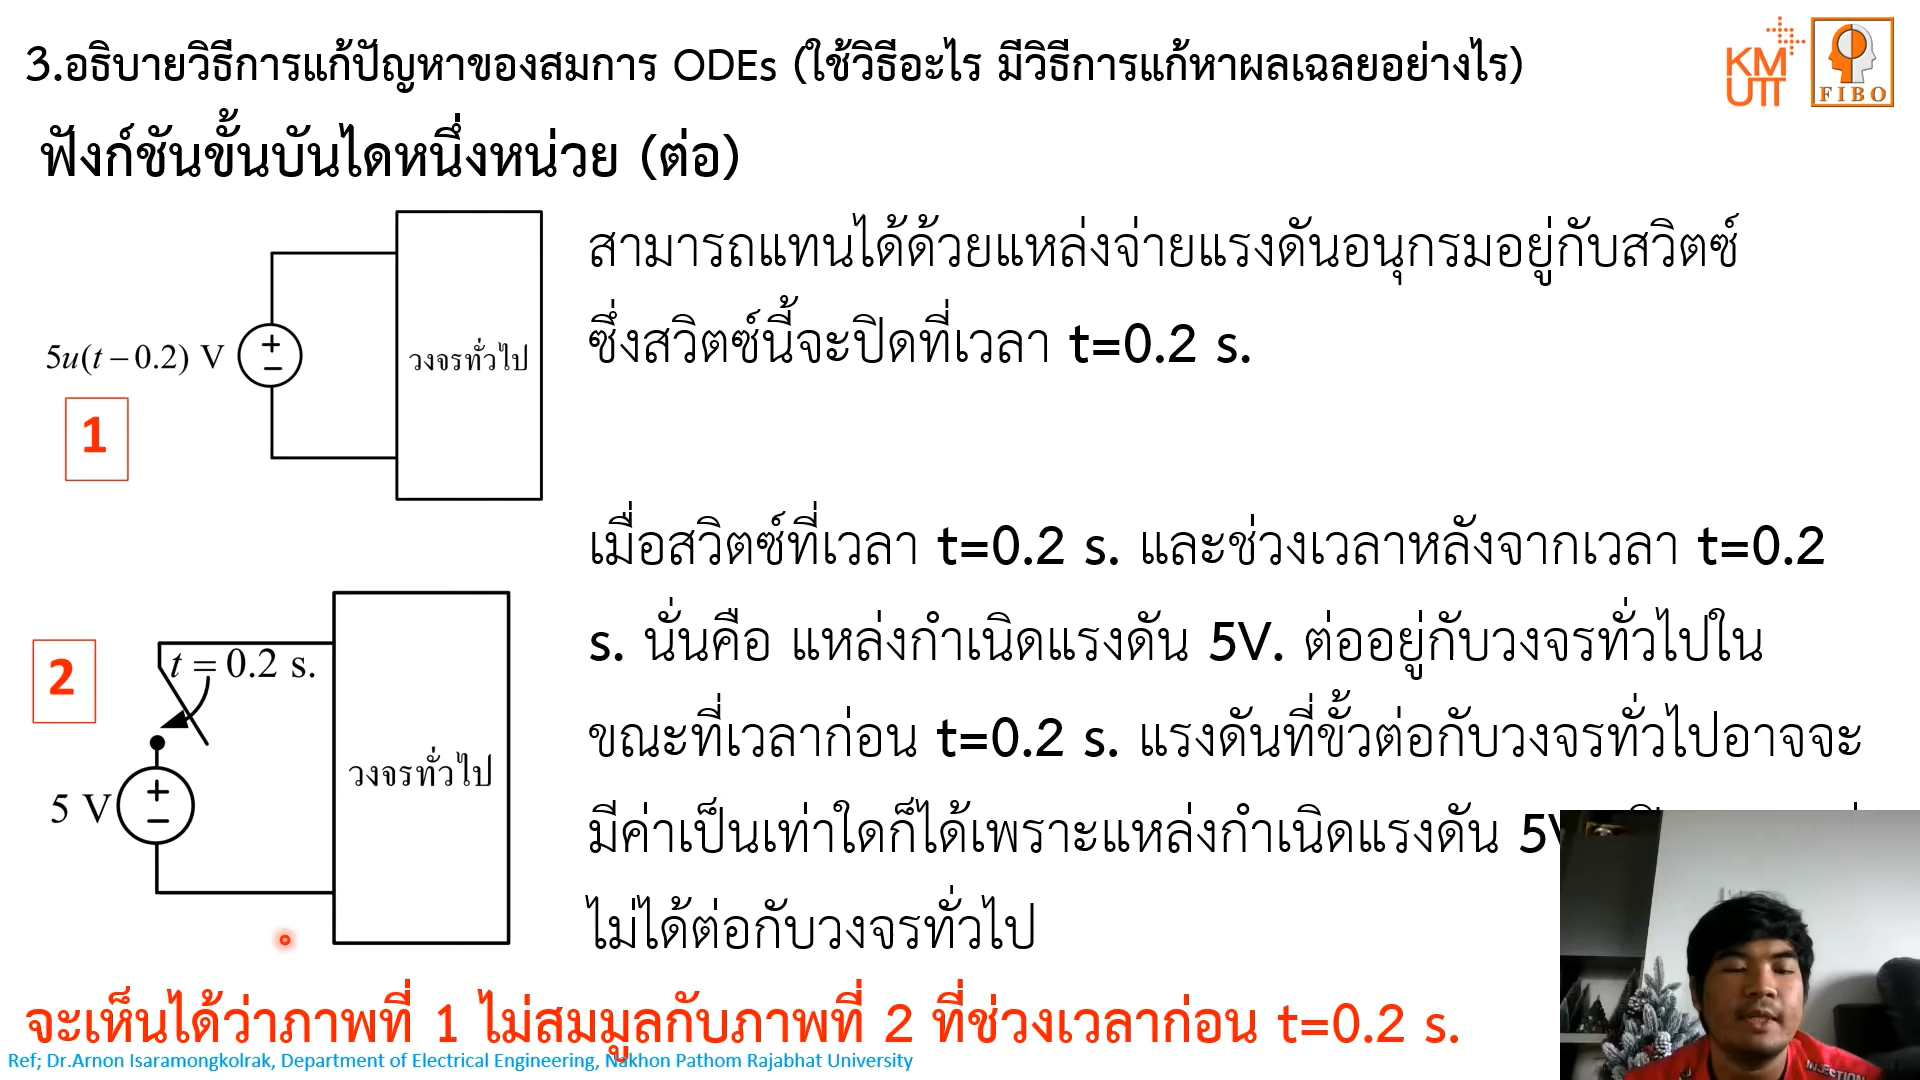 3.อธิบายวิธีการแก้ปัญหาของสมการ ODEs (ใช้วิธีอะไร มีวิธีการแก้หาผลเฉลยอย่างไร)
KM
UTT
FIBO
ฟังก์ชันขั้นบันไดหนึ่งหน่วย (ต่อ)
5u(t – 0.2) V
+
–
วงจรทั่วไป
1
สามารถแทนได้ด้วยแหล่งจ่ายแรงดันอนุกรมอยู่กับสวิตซ์
ซึ่งสวิตซ์นี้จะปิดที่เวลา t=0.2 s.
2
t = 0.2 s.
5 V
+
–
วงจรทั่วไป
เมื่อสวิตซ์ที่เวลา t=0.2 s. และช่วงเวลาหลังจากเวลา t=0.2
s. นั่นคือ แหล่งกำเนิดแรงดัน 5V. ต่ออยู่กับวงจรทั่วไปใน
ขณะที่เวลาก่อน t=0.2 s. แรงดันที่ขั้วต่อกับวงจรทั่วไปอาจจะ
มีค่าเป็นเท่าใดก็ได้เพราะแหล่งกำเนิดแรงดัน
ไม่ได้ต่อกับวงจรทั่วไป
จะเห็นได้ว่าภาพที่ 1 ไม่สมมูลกับภาพที่ 2 ที่ช่วงเวลาก่อน t=0.2 s.
Ref; Dr.Arnon Isaramongkolrak, Department of Electrical Engineering, Nakhon Pathom Rajabhat University